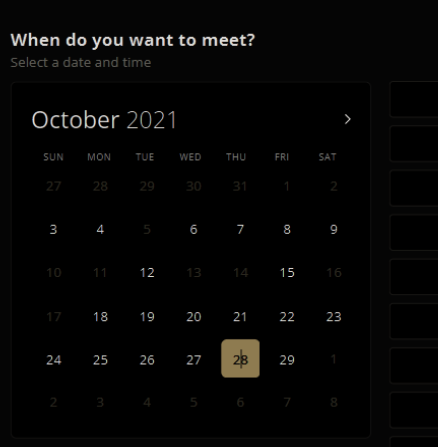 When do you want to meet?
Select a date and time
October 2021 >
SUN MON TUE WED THU FRI SAT
27 28 29 30 31 1 2
3 4 5 6 7 8 9
10 11 12 13 14 15 16
17 18 19 20 21 22 23
24 25 26 27 28 29 1
2 3 4 5 6 7 8